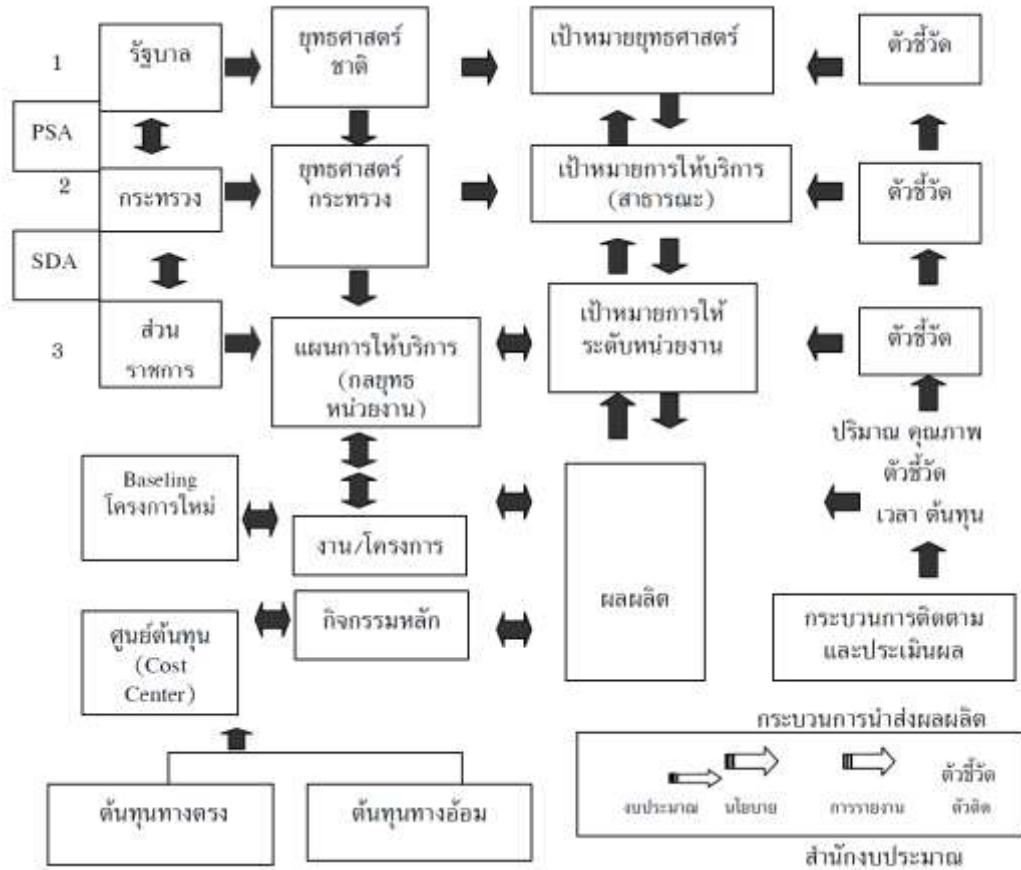 1
รัฐบาล
ยุทธศาสตร์
ชาติ
เป้าหมายยุทธศาสตร์
ตัวชี้วัด
PSA
2
กระทรวง
ยุทธศาสตร์
กระทรวง
เป้าหมายการให้บริการ
(สาธารณะ)
ตัวชี้วัด
SDA
3
ส่วน
ราชการ
แผนการให้บริการ
(กลยุทธ
หน่วยงาน)
เป้าหมายการให้
ระดับหน่วยงาน
ตัวชี้วัด
ปริมาณ คุณภาพ
ตัวชี้วัด
เวลา ต้นทุน
Baseling
โครงการใหม่
งาน/โครงการ
ผลผลิต
กิจกรรมหลัก
ศูนย์ต้นทุน
(Cost
Center)
กระบวนการติดตาม
และประเมินผล
กระบวนการนำส่งผลผลิต
ต้นทุนทางตรง
ต้นทุนทางอ้อม
งบประมาณ
นโยบาย
การรายงาน
ตัวชี้วัด
ตัวติด
สำนักงบประมาณ